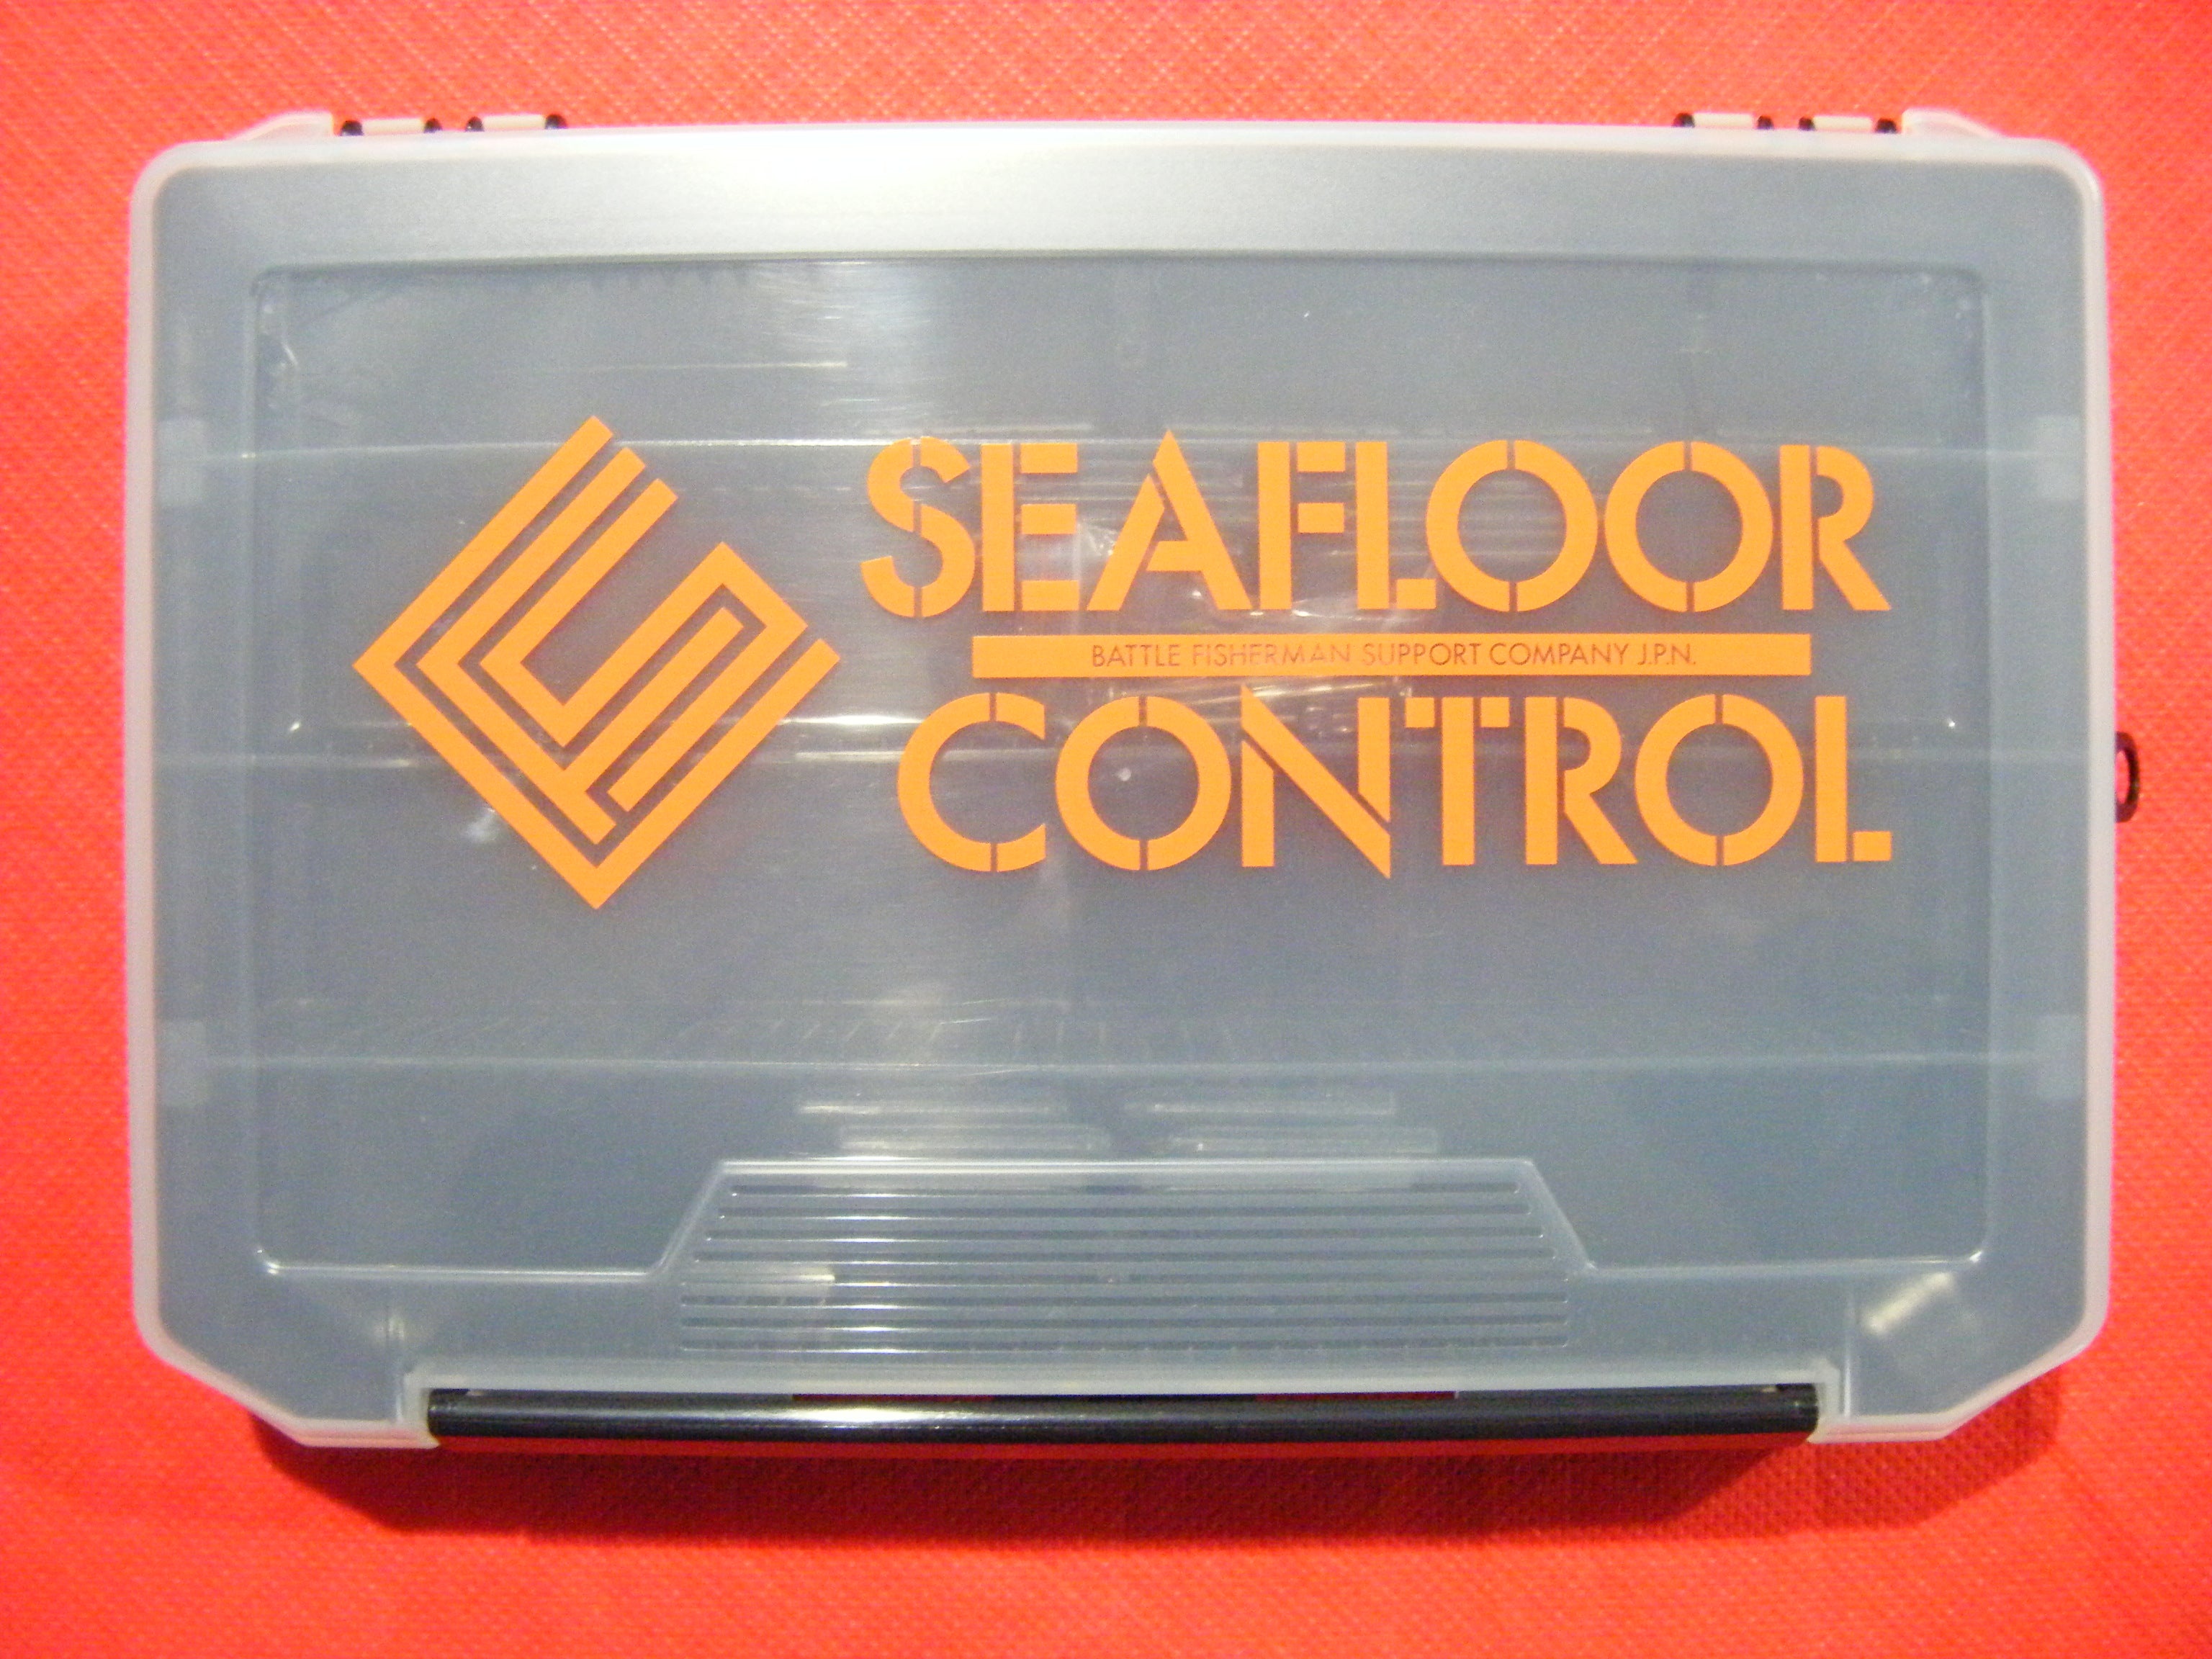 SEAFLOOR
BATTLE FISHERMAN SUPPORT COMPANY J.P.N.
CONTROL